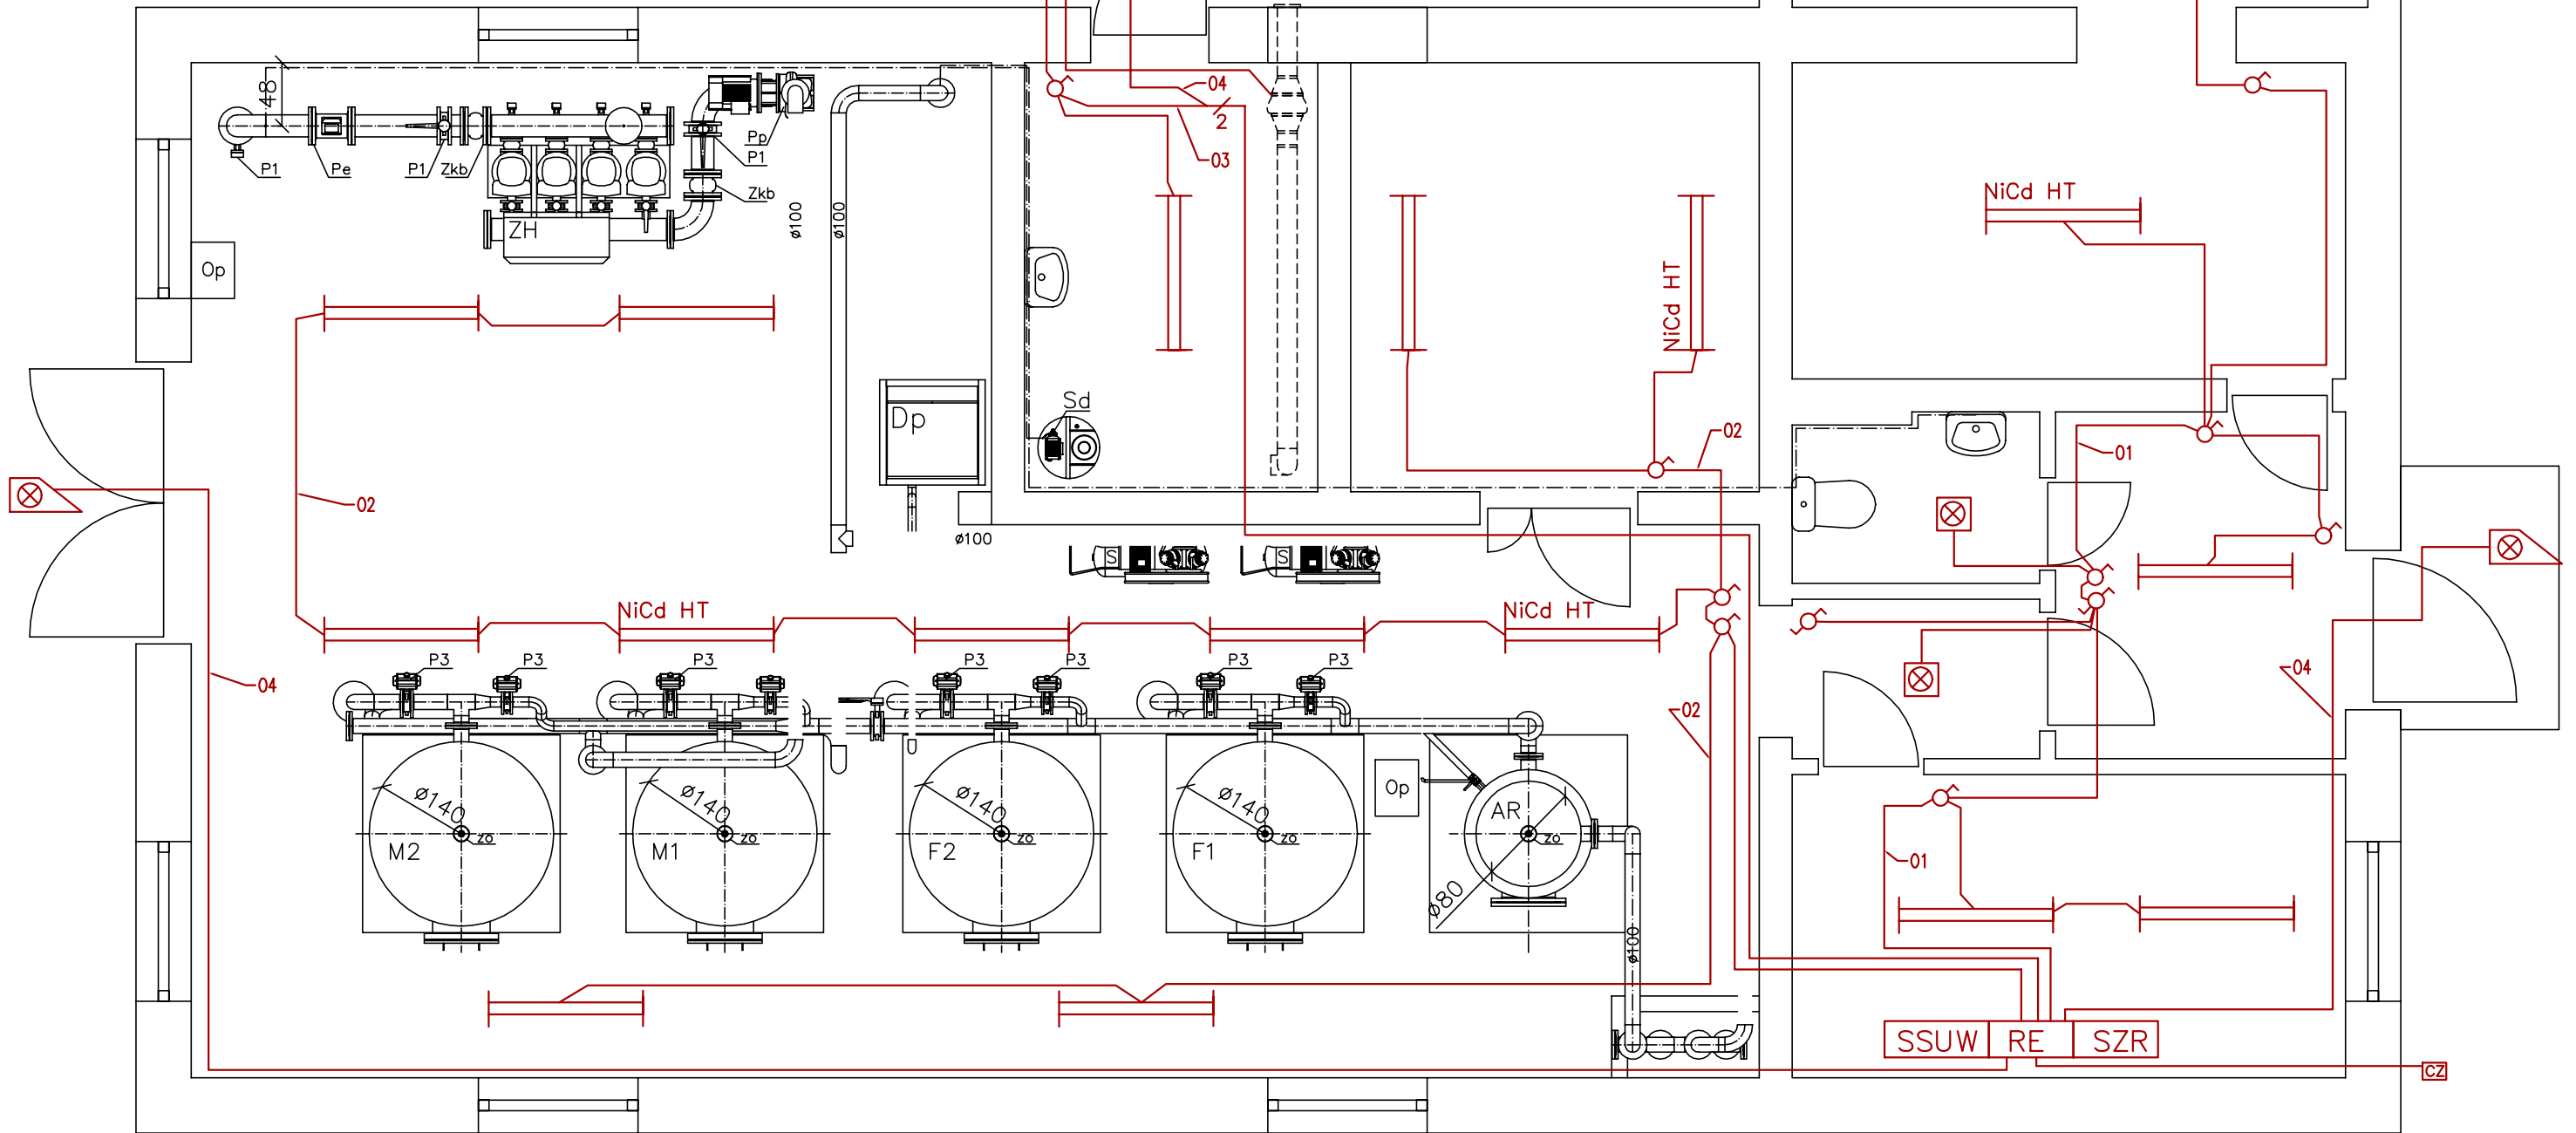 48
P1
Pe
P1
Zkb
ZH
Pp
P1
Zkb
ø100
ø100
Op
04
2
03
NiCd HT
NiCd HT
Dp
Sd
02
01
02
ø100
S
S
NiCd HT
NiCd HT
P3
P3
P3
P3
P3
P3
P3
04
02
04
ø140
ø140
ø140
ø140
Op
AR
zo
zo
zo
zo
zo
M2
M1
F2
F1
ø80
ø100
01
SSUW
RE
SZR
CZ